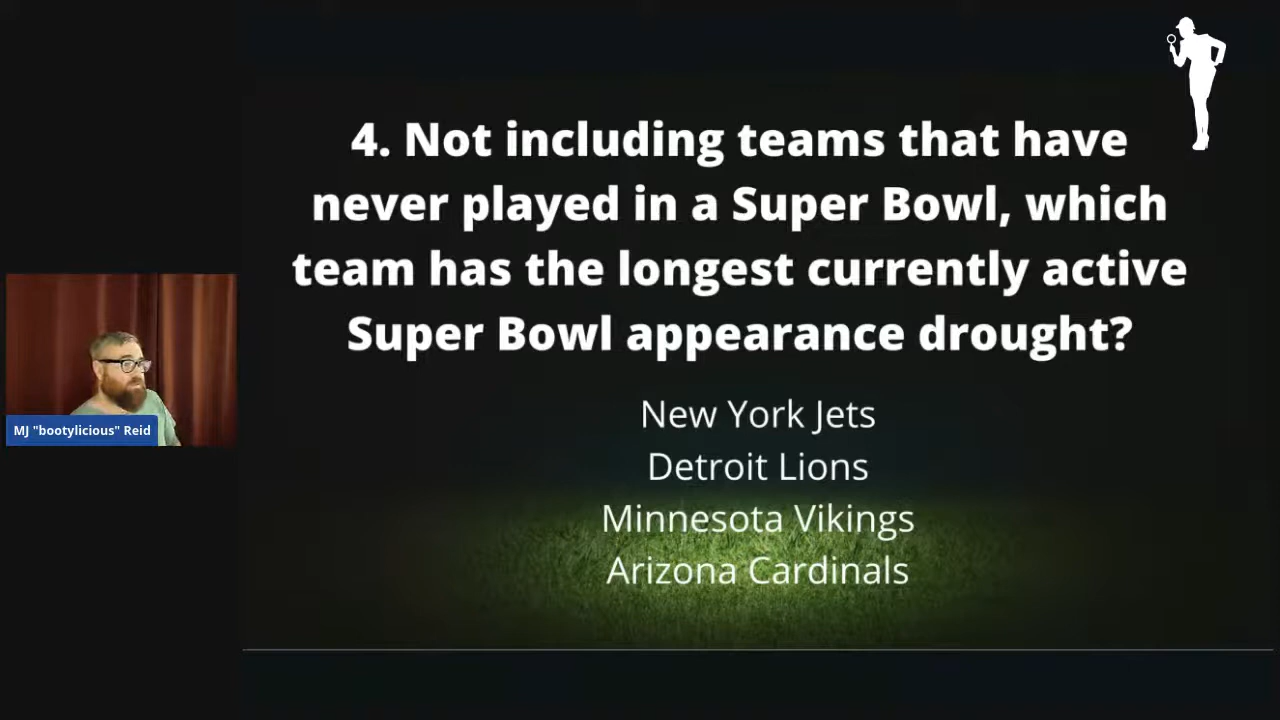 4. Not including teams that have
never played in a Super Bowl, which
team has the longest currently active
Super Bowl appearance drought?
New York Jets
Detroit Lions
Minnesota Vikings
Arizona Cardinals
MJ "bootylicious" Reid